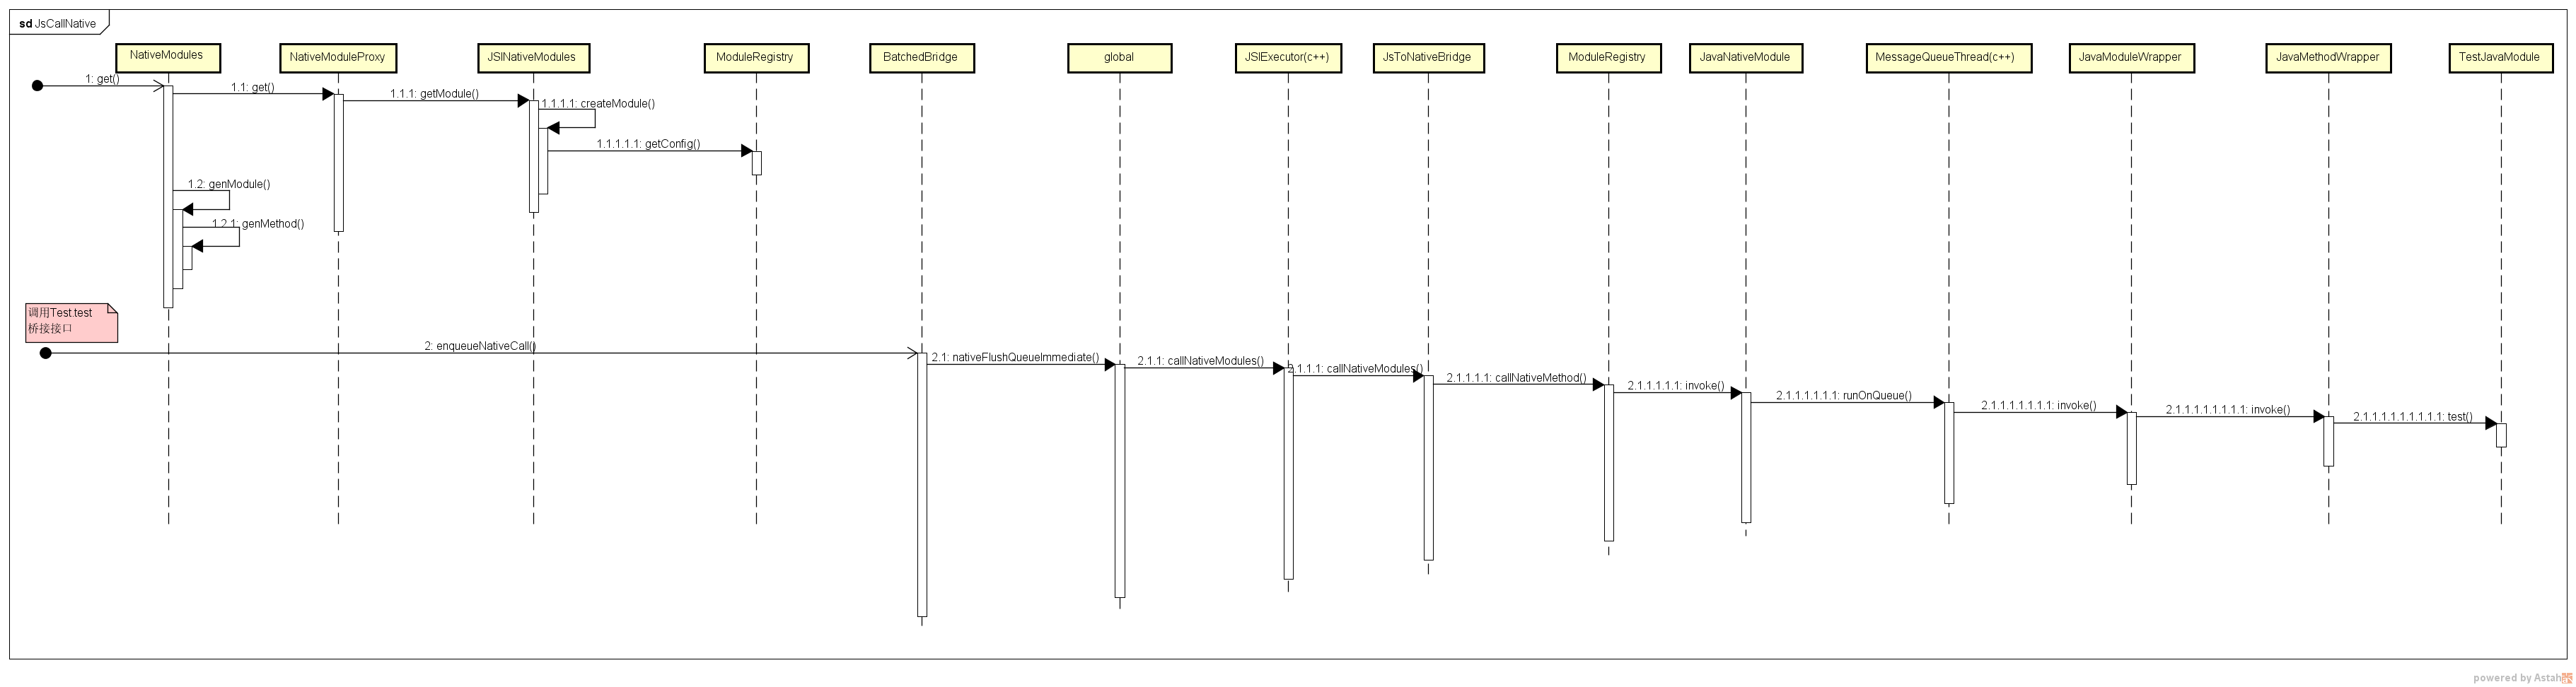 sd JsCallNative
NativeModules
NativeModuleProxy
JSINativeModules
ModuleRegistry
BatchedBridge
global
JSIExecutor(c++)
JsToNativeBridge
ModuleRegistry
JavaNativeModule
MessageQueueThread(c++)
JavaModuleWrapper
JavaMethodWrapper
TestJavaModule
1: get()
1.1: get()
1.1.1: getModule()
1.1.1.1: createModule()
1.1.1.1.1: getConfig()
1.2: genModule()
1.2.1: genMethod()
调用Test.test
桥接接口
2: enqueueNativeCall()
2.1: nativeFlushQueueImmediate()
2.1.1: callNativeModules()
2.1.1.1: callNativeModules()
2.1.1.1.1: callNativeMethod()
2.1.1.1.1.1: invoke()
2.1.1.1.1.1.1: runOnQueue()
2.1.1.1.1.1.1.1: invoke()
2.1.1.1.1.1.1.1.1: invoke()
2.1.1.1.1.1.1.1.1.1: test()
powered by Astah